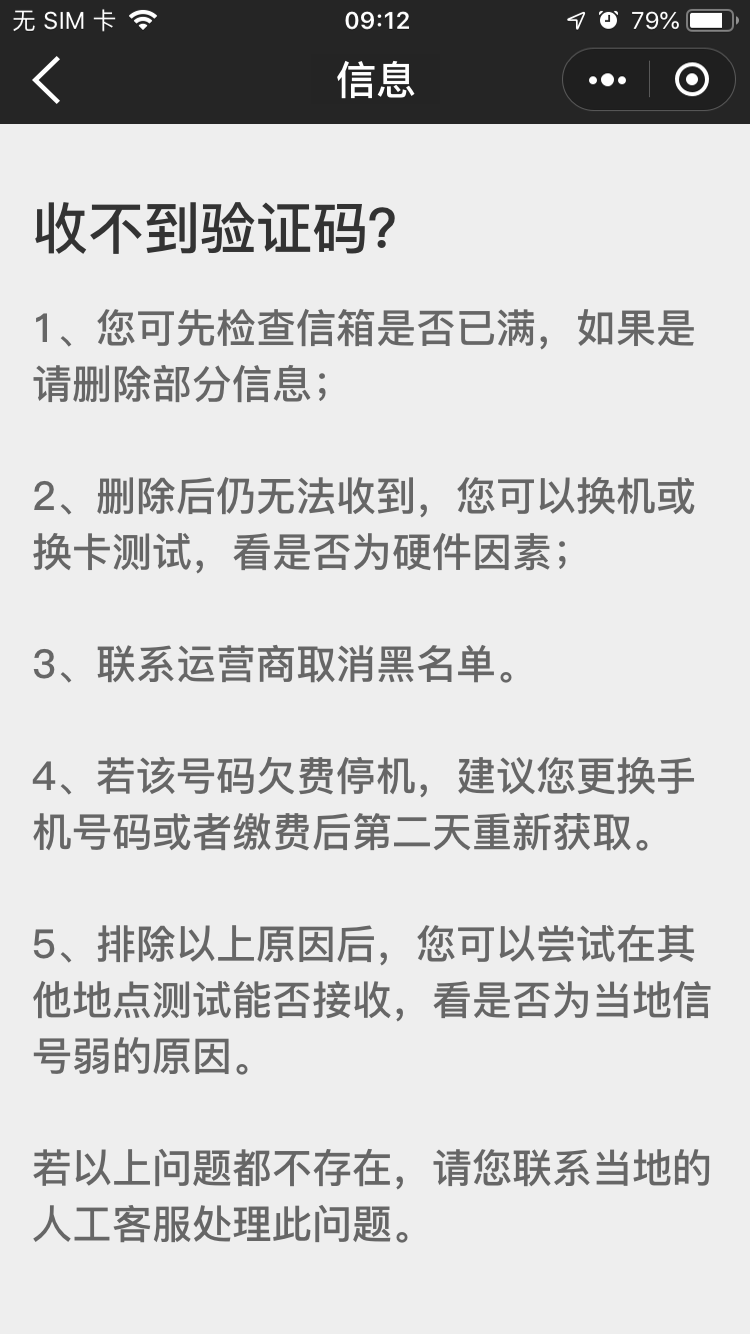 无 SIM 卡
09:12
79%
信息
收不到验证码?
1、您可先检查信箱是否已满，如果是
请删除部分信息；
2、删除后仍无法收到，您可以换机或
换卡测试，看是否为硬件因素；
3、联系运营商取消黑名单。
4、若该号码欠费停机，建议您更换手
机号码或者缴费后第二天重新获取。
5、排除以上原因后，您可以尝试在其
他地点测试能否接收，看是否为当地信
号弱的原因。
若以上问题都不存在，请您联系当地的
人工客服处理此问题。